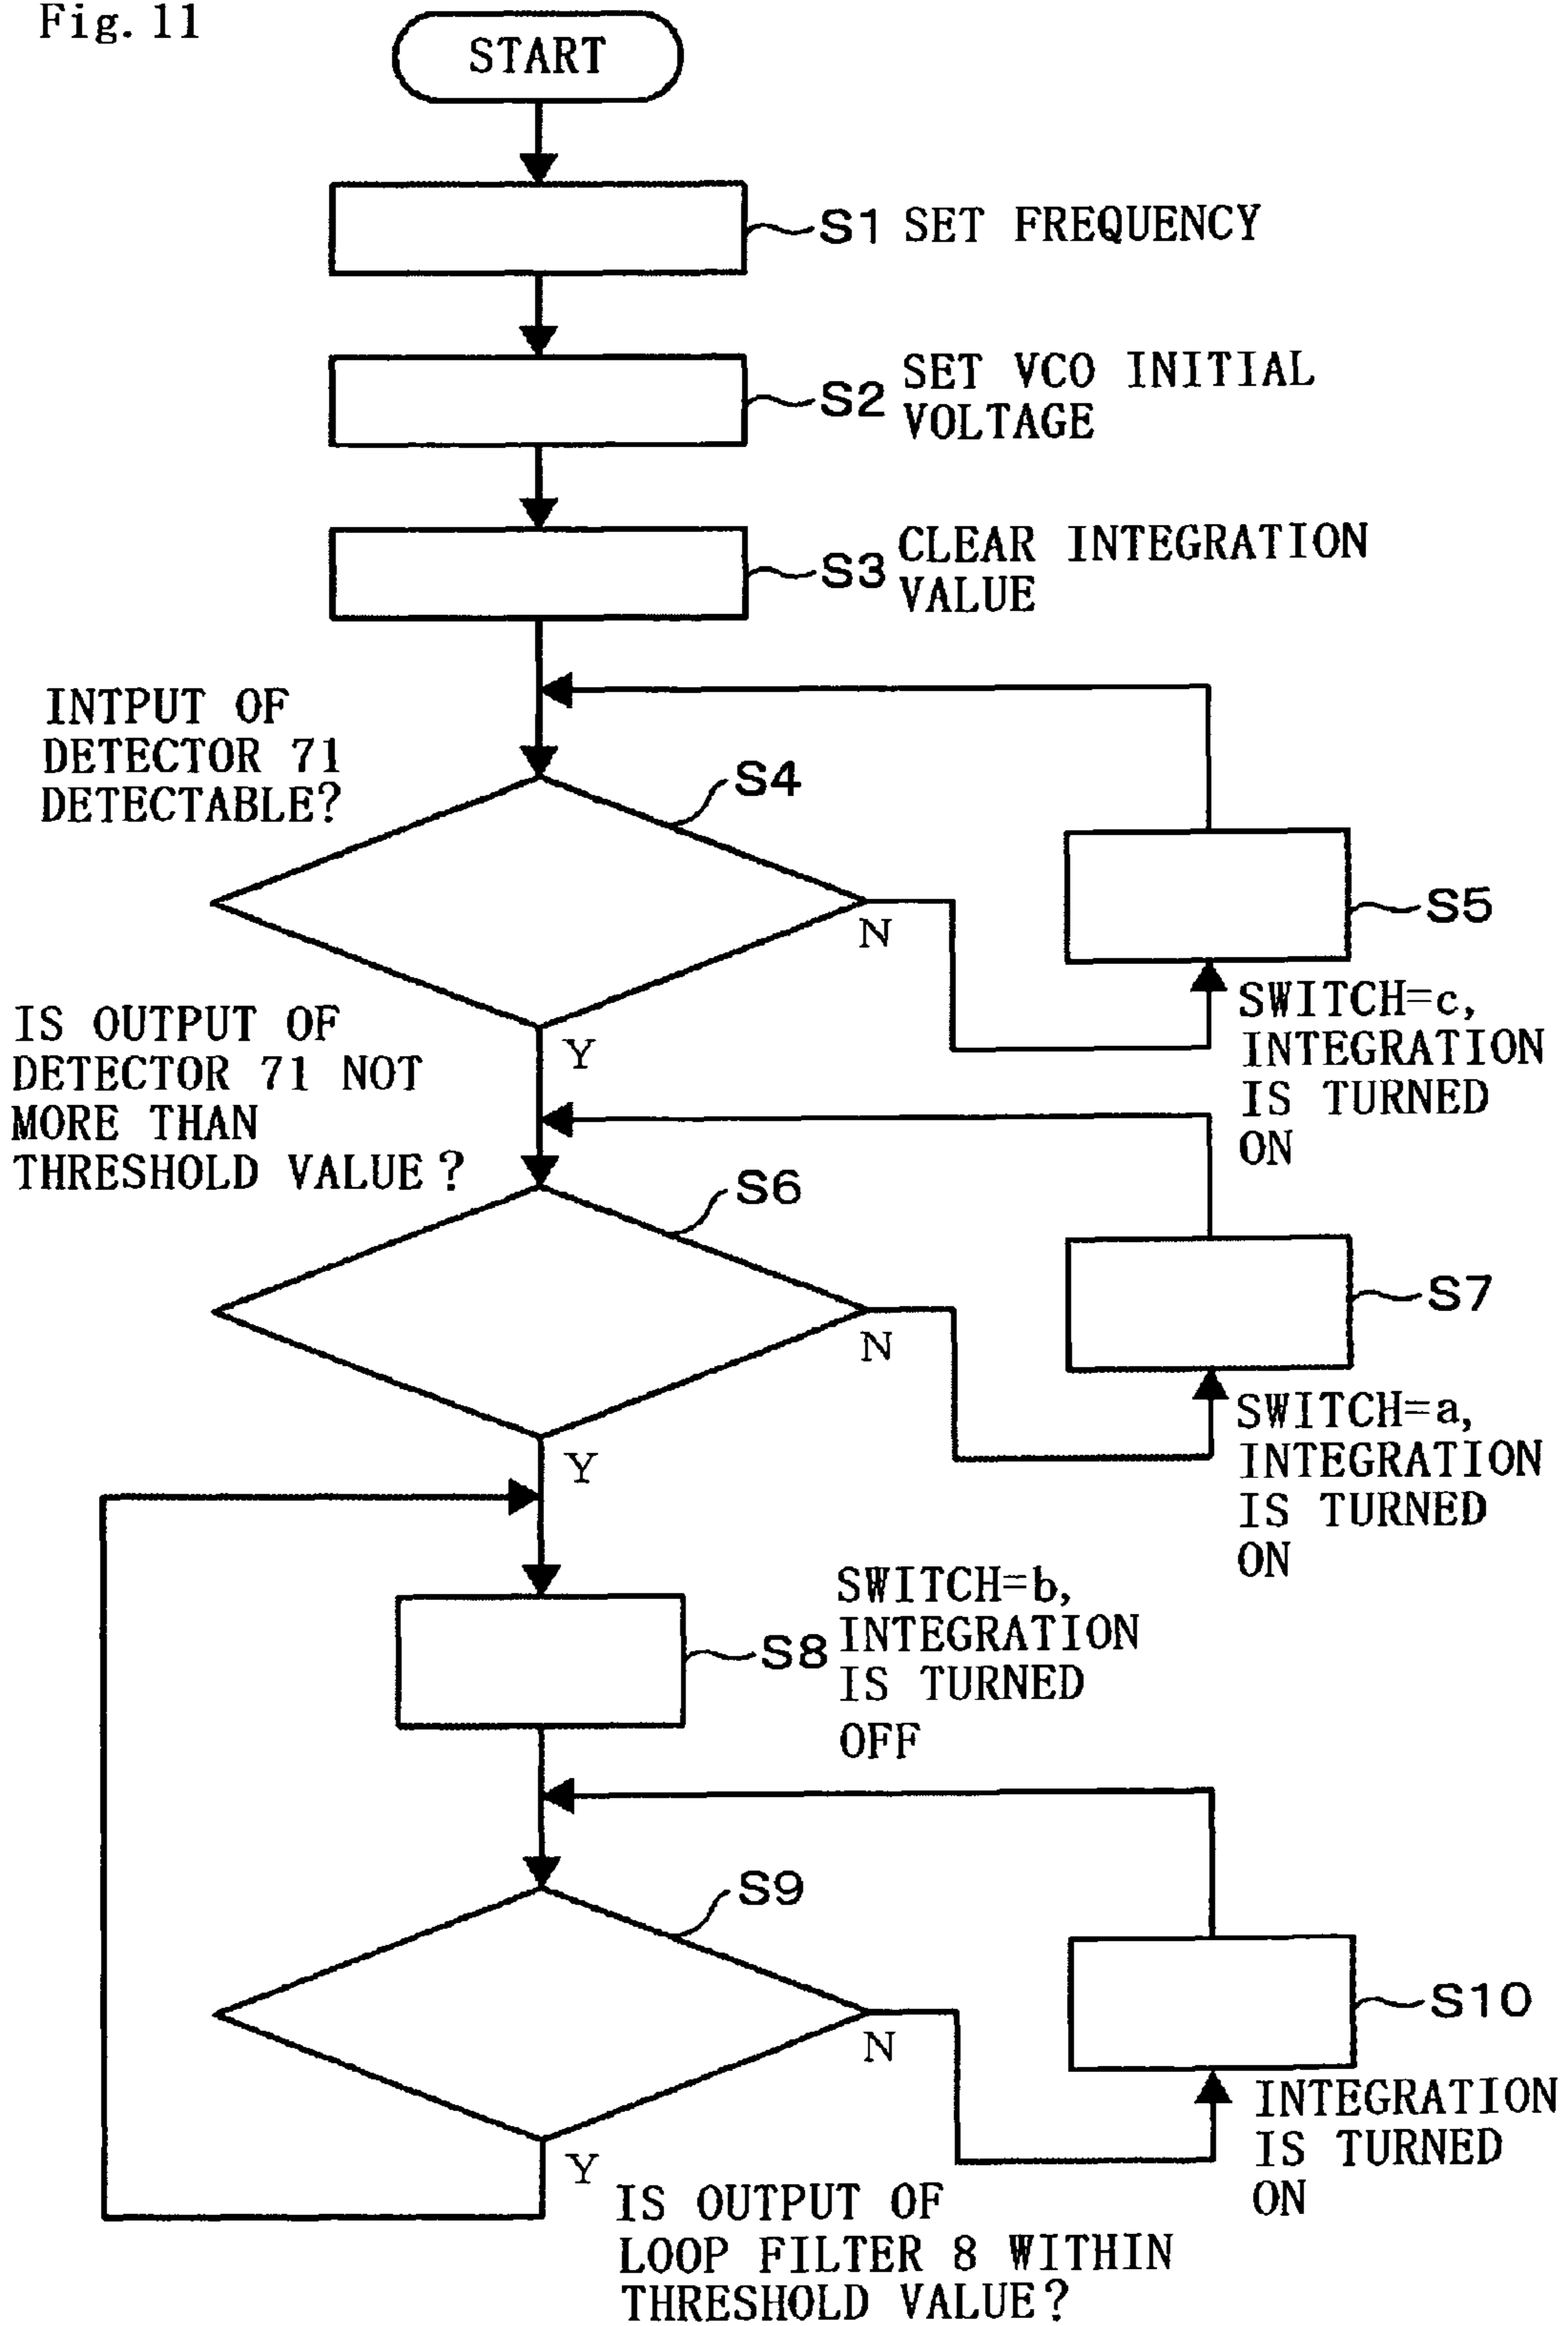 Fig. 11
START
S1 SET FREQUENCY
S2 SET VCO INITIAL
VOLTAGE
S3 CLEAR INTEGRATION
VALUE
INTPUT OF
DETECTOR 71
DETECTABLE?
S4
N
Y
S5
SWITCH=c,
INTEGRATION
IS TURNED
ON
IS OUTPUT OF
DETECTOR 71 NOT
MORE THAN
THRESHOLD VALUE?
S6
N
Y
S7
SWITCH=a,
INTEGRATION
IS TURNED
ON
S8
SWITCH=b,
INTEGRATION
IS TURNED
OFF
S9
N
Y
S10
INTEGRATION
IS TURNED
ON
IS OUTPUT OF
LOOP FILTER 8 WITHIN
THRESHOLD VALUE?